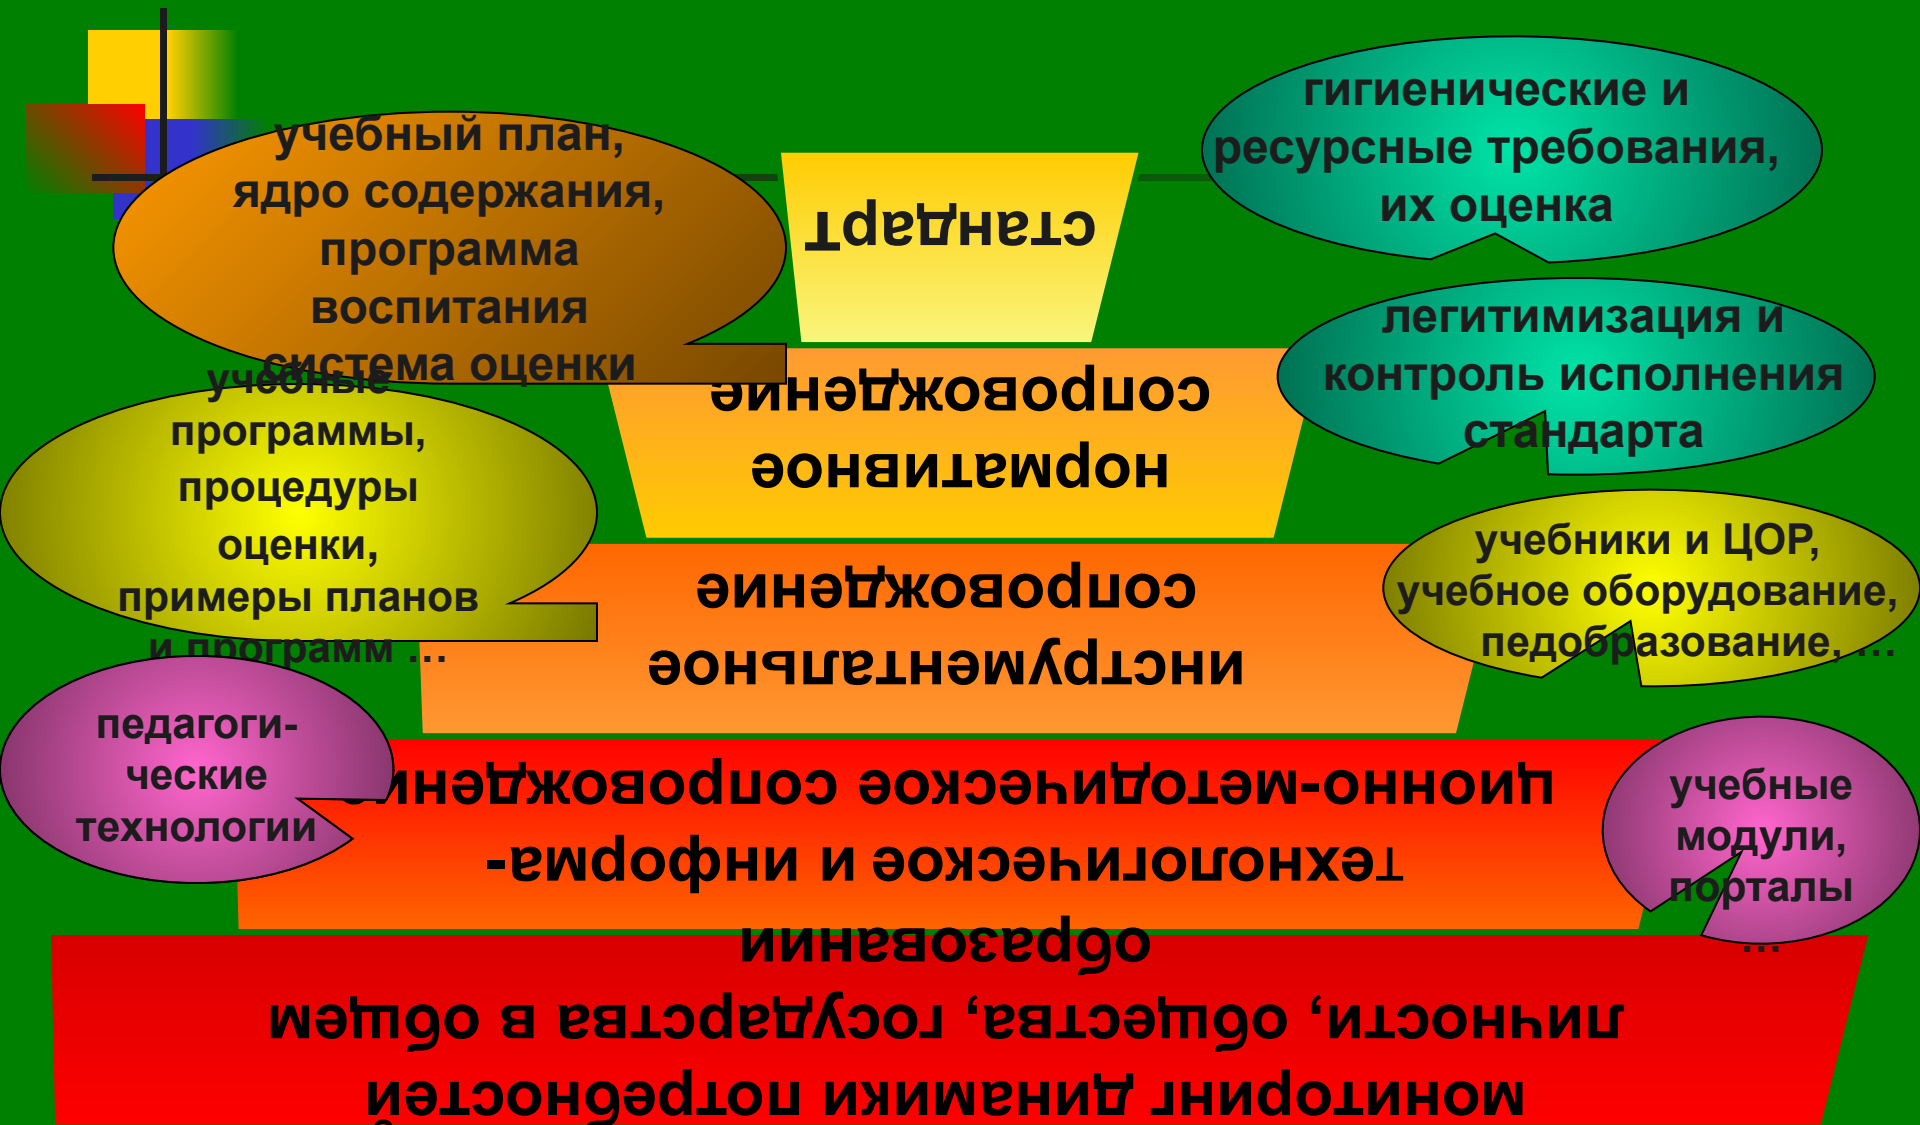 гигиенические и
ресурсные требования,
их оценка
учебный план,
ядро содержания,
программа
воспитания
система оценки
стандарт
легитимизация и
контроль исполнения
стандарта
нормативное
сопровождение
учебные
программы,
процедуры
оценки,
примеры планов
и программ ...
учебники и ЦОР,
учебное оборудование,
педобразование, ...
инструментальное
сопровождение
педагоги-
ческие
технологии
учебные
модули,
порталы
...
технологическое и информа-
ционно-методическое сопровождение
мониторинг динамики потребностей
личности, общества, государства в общем
образовании